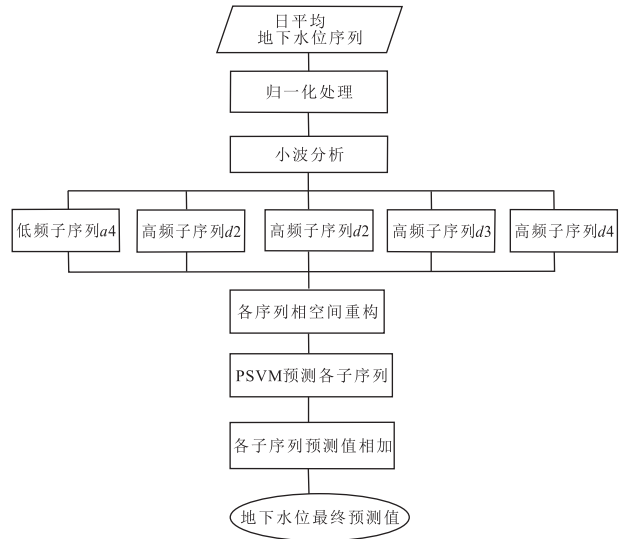 日平均
地下水位序列
归一化处理
小波分析
低频子序列a4
高频子序列d2
高频子序列d2
高频子序列d3
高频子序列d4
各序列相空间重构
PSVM预测各子序列
各子序列预测值相加
地下水位最终预测值